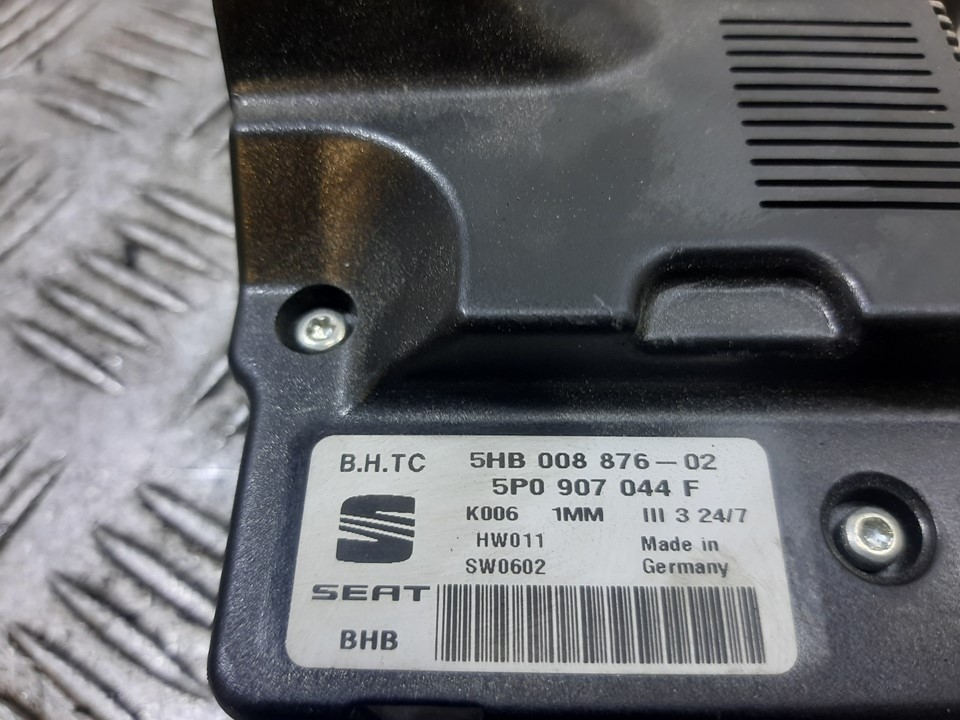 B.H.TC 5HB 008 876-02
5P0 907 044 F
K006 1MM III 3 24/7
HW011 Made in
SW0602 Germany
SEAT
BHB